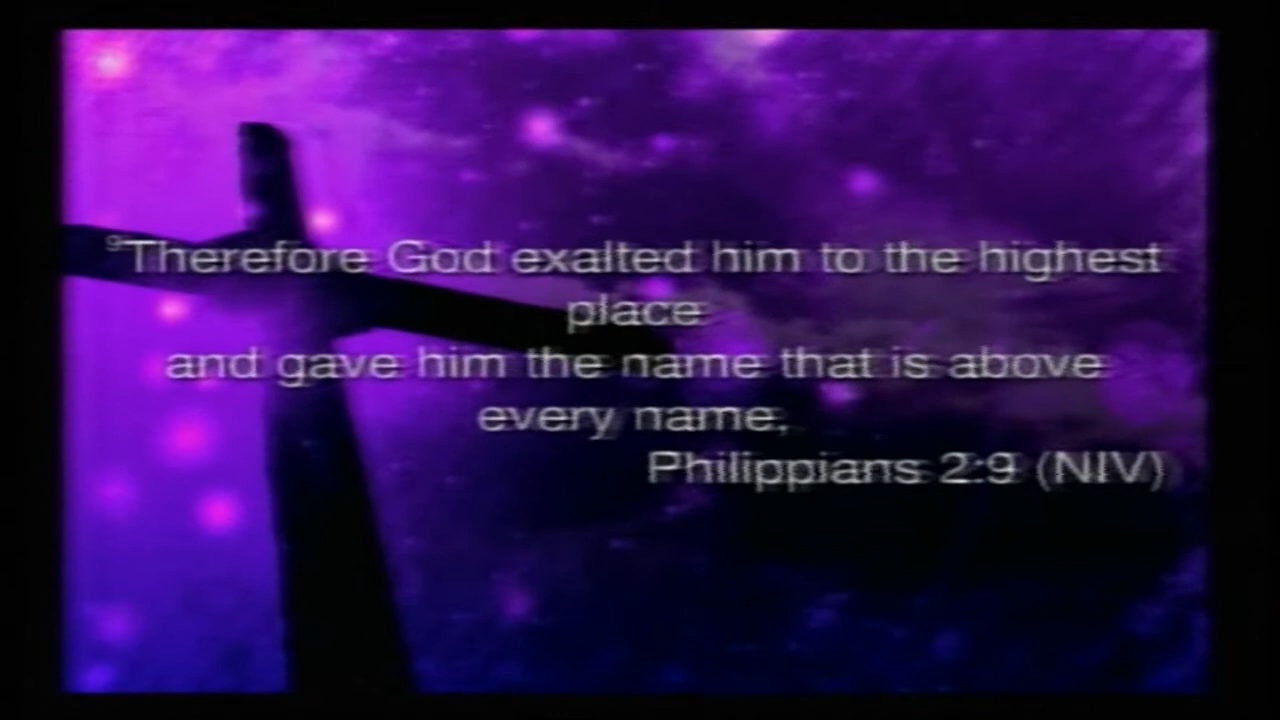 ⁹Therefore God exalted him to the highest
place
and gave him the name that is above
every name,
Philippians 2:9 (NIV)